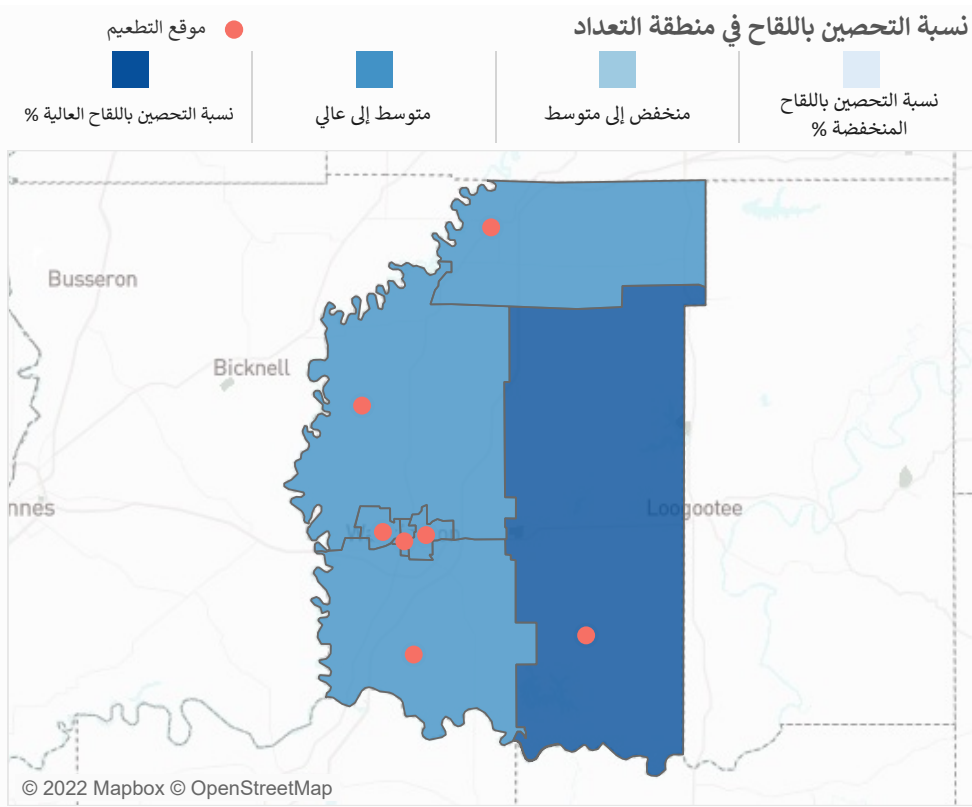 نسبة التحصين باللقاح في منطقة التعداد
موقع التطعيم
نسبة التحصين باللقاح
المنخفضة %
منخفض إلى متوسط
متوسط إلى عالي
نسبة التحصين باللقاح العالية %
Busseron
Bicknell
nnes
Loogootee
© 2022 Mapbox © OpenStreetMap